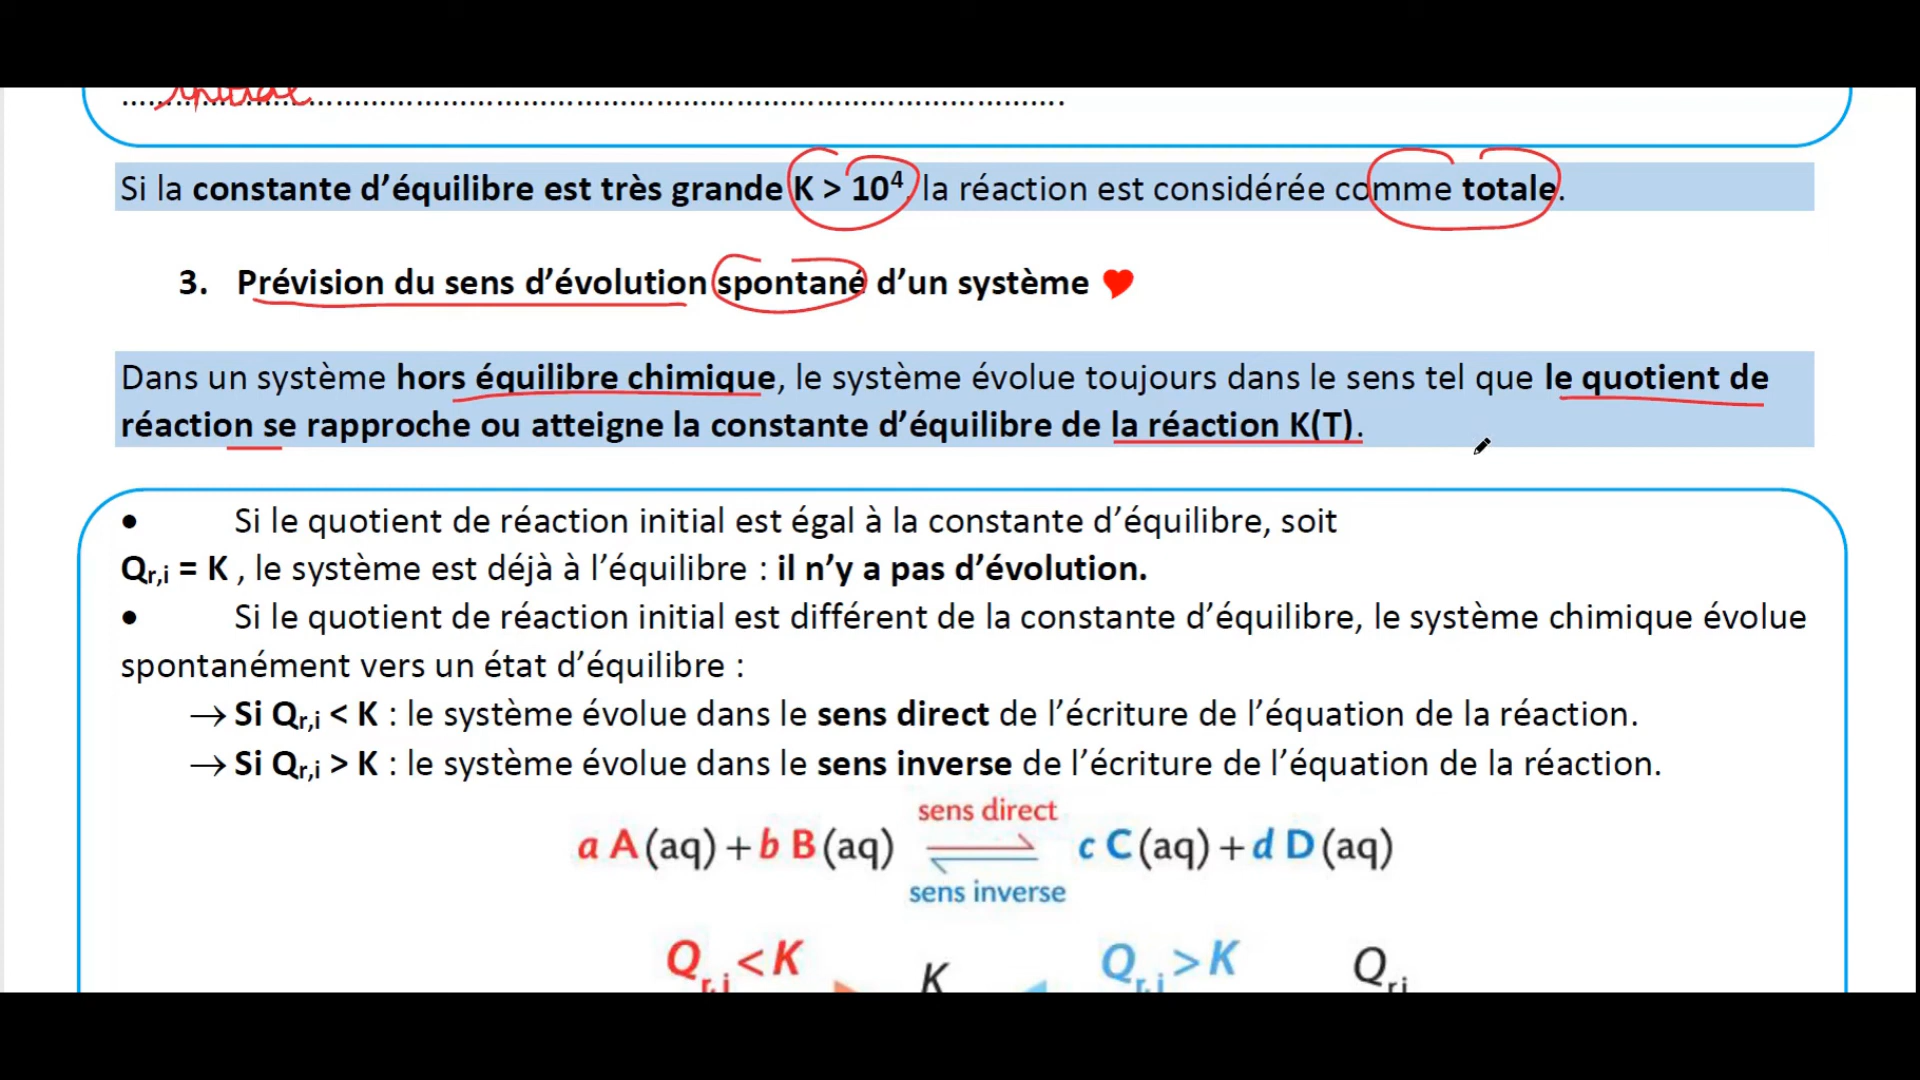 initial
Si la constante d’équilibre est très grande K > 10⁴, la réaction est considérée comme totale.
3. Prévision du sens d’évolution spontané d’un système
Dans un système hors équilibre chimique, le système évolue toujours dans le sens tel que le quotient de
réaction se rapproche ou atteigne la constante d’équilibre de la réaction K(T).
• Si le quotient de réaction initial est égal à la constante d’équilibre, soit
Qr,i = K , le système est déjà à l’équilibre : il n’y a pas d’évolution.
• Si le quotient de réaction initial est différent de la constante d’équilibre, le système chimique évolue
spontanément vers un état d’équilibre :
→ Si Qr,i < K : le système évolue dans le sens direct de l’écriture de l’équation de la réaction.
→ Si Qr,i > K : le système évolue dans le sens inverse de l’écriture de l’équation de la réaction.
sens direct
a A(aq) + b B(aq) ⇌ c C(aq) + d D(aq)
sens inverse
Qr,i < K K Qr,i > K Qr,i